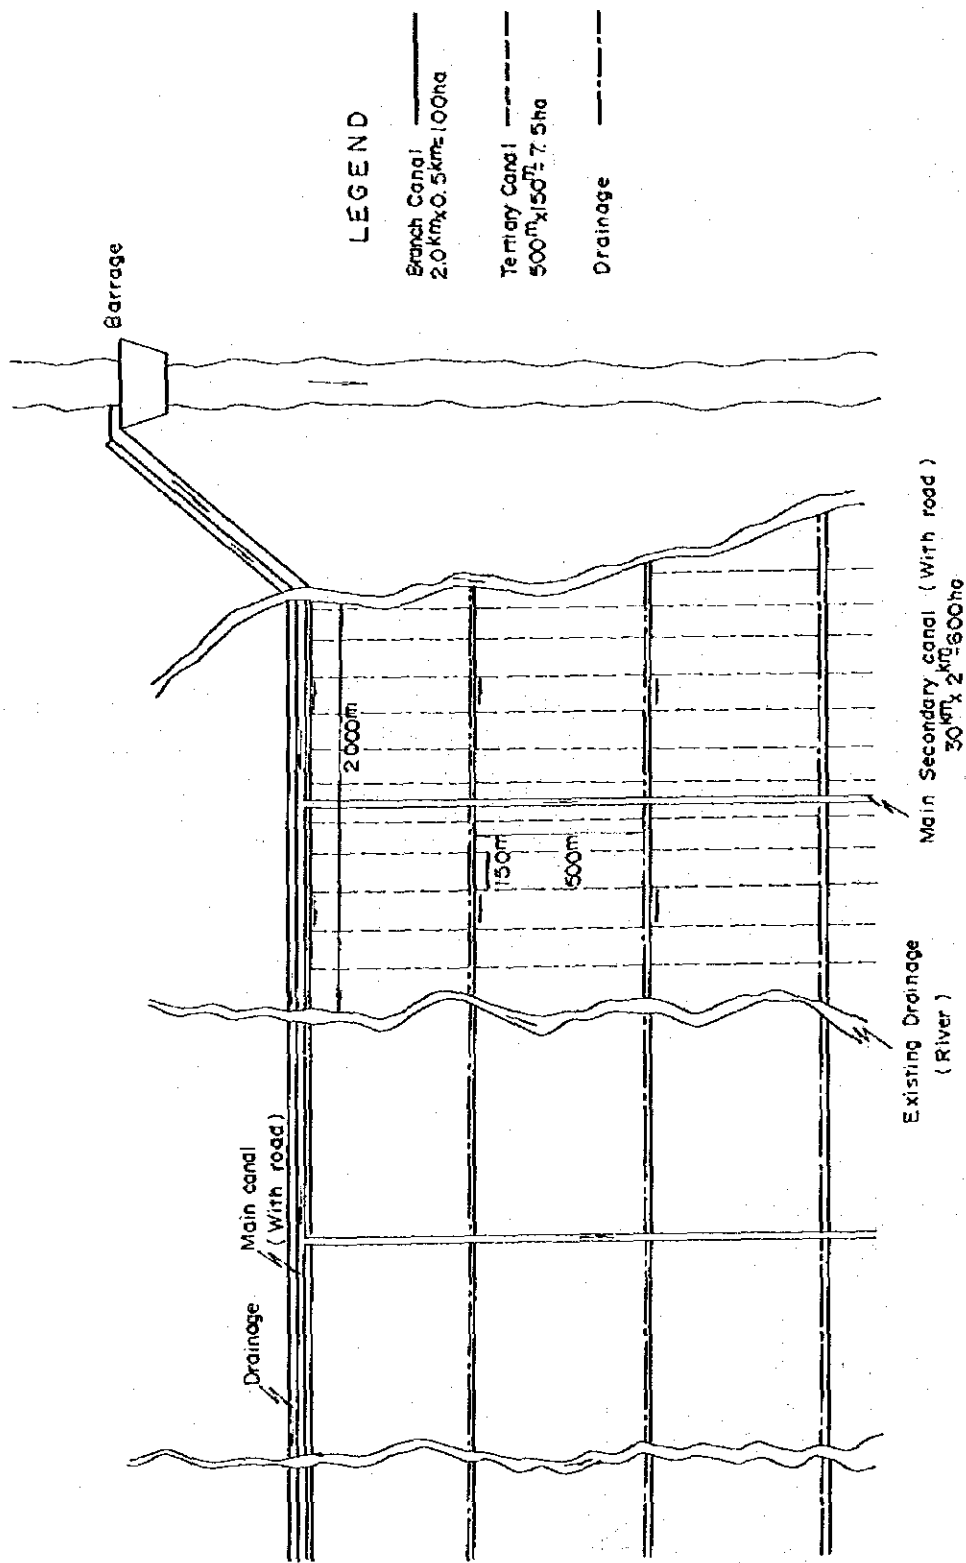 Barrage
LEGEND
Branch Canal
2.0km x 0.5km=100ha
Tertiary Canal
500m x 150m = 7.5ha
Drainage
2000m
150m
500m
Main canal
(With road)
Drainage
Main Secondary canal (With road)
30km x 2km=600ha
Existing Drainage
(River)